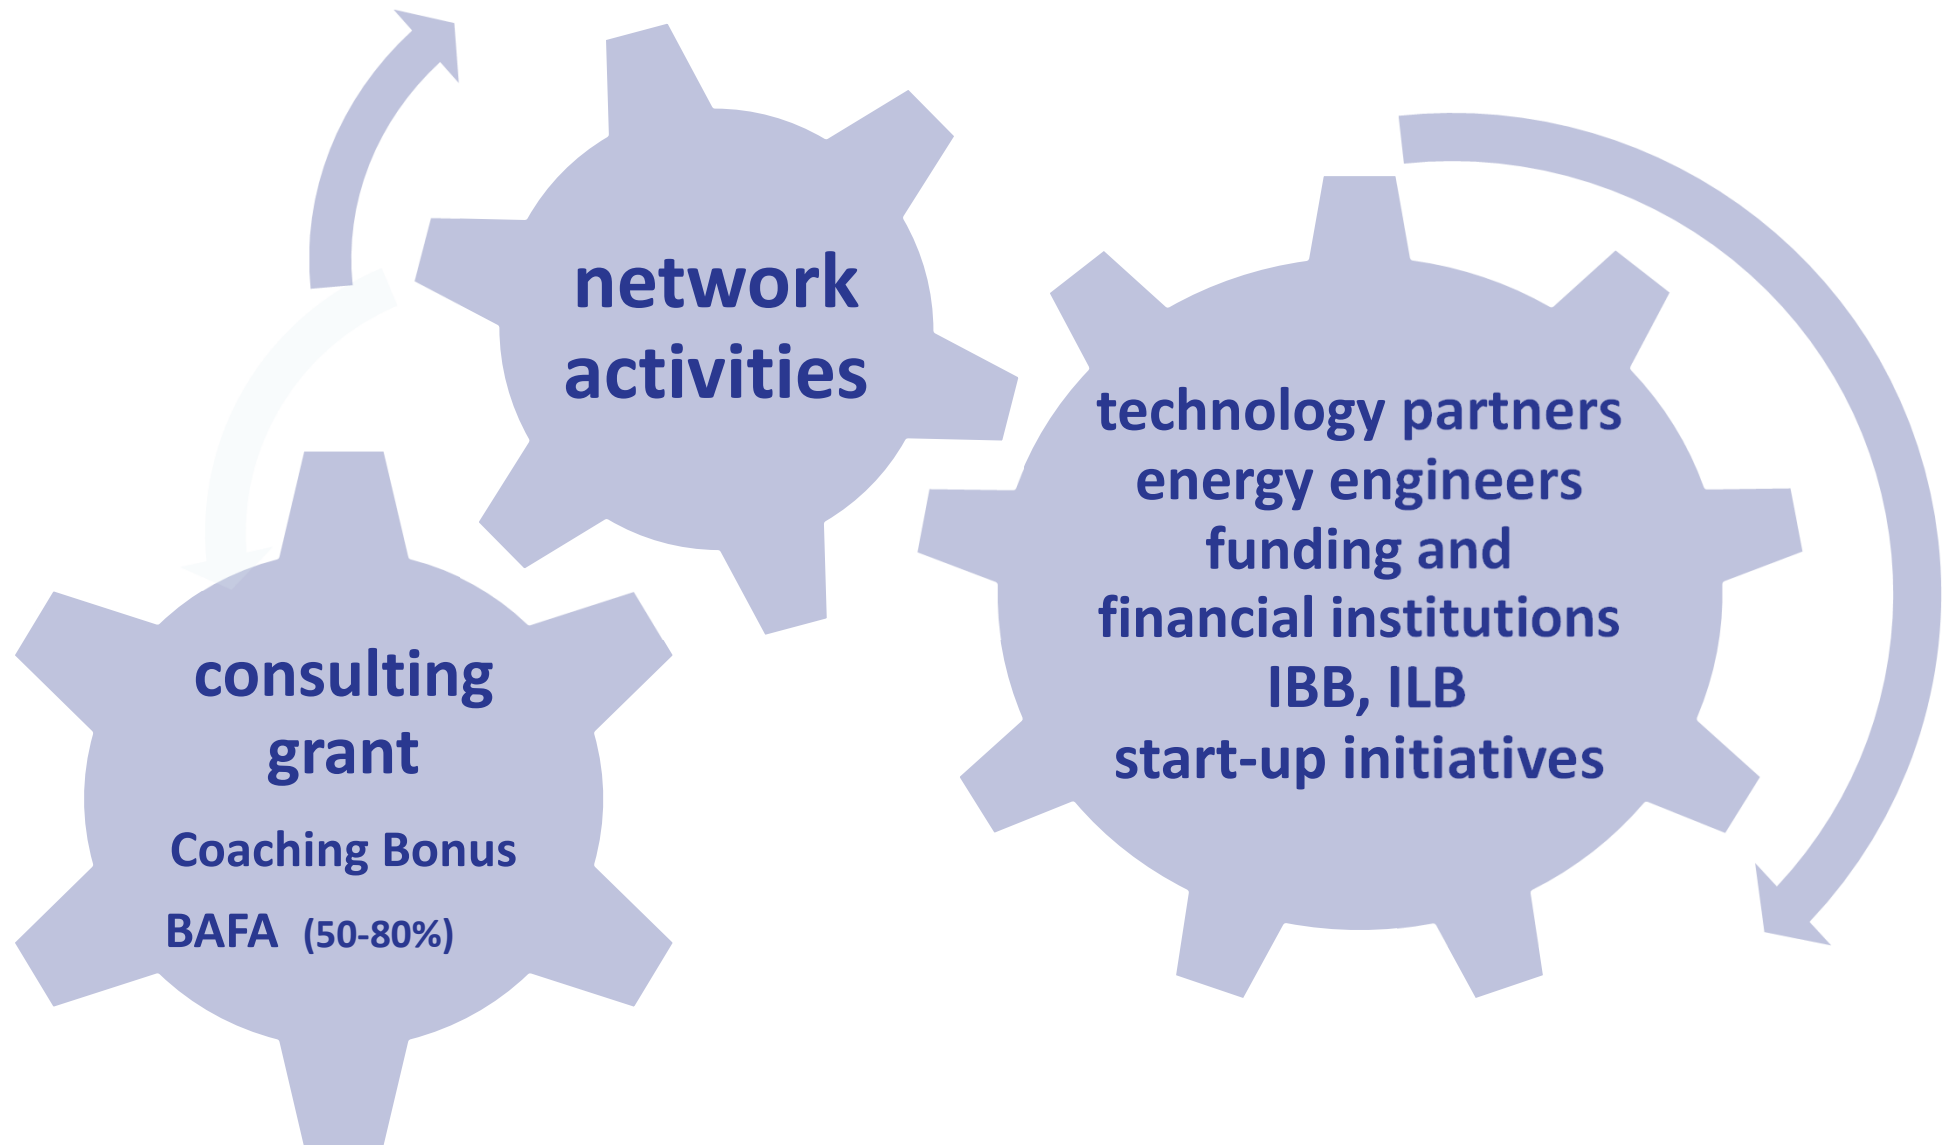 network
activities
technology partners
energy engineers
funding and
financial institutions
IBB, ILB
start-up initiatives
consulting
grant
Coaching Bonus
BAFA (50-80%)